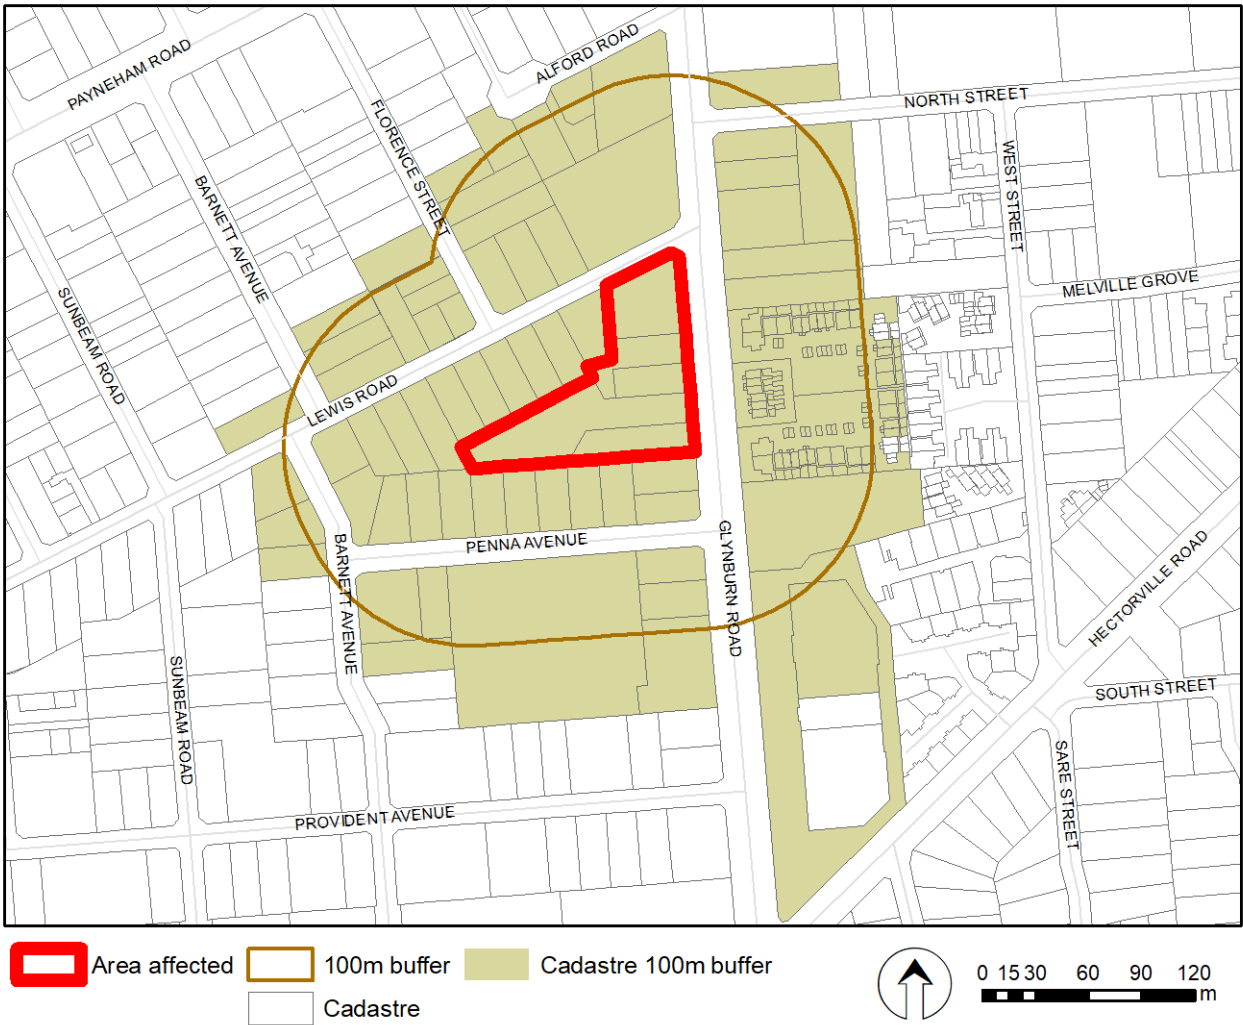 PAYNEHAM ROAD
ALFORD ROAD
NORTH STREET
FLORENCE STREET
BARNETT AVENUE
WEST STREET
SUNBEAM ROAD
MELVILLE GROVE
LEWIS ROAD
PENNA AVENUE
BARNETT AVENUE
GLYNBURN ROAD
HECTORVILLE ROAD
SUNBEAM ROAD
SOUTH STREET
SARE STREET
PROVIDENT AVENUE
Area affected
100m buffer
Cadastre 100m buffer
Cadastre
0 15 30 60 90 120
m